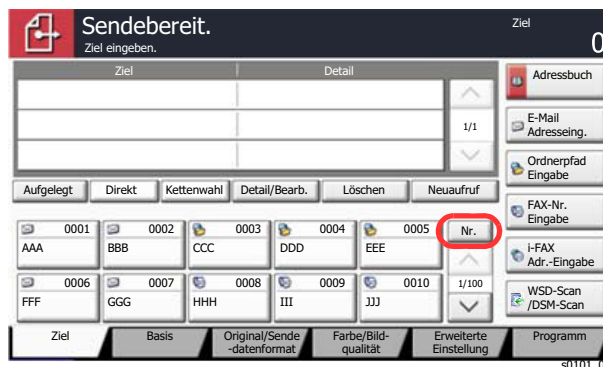 Sendebereit.
Ziel eingeben.
Ziel
0
Ziel Detail
1/1
Adressbuch
E-Mail
Adresseing.
Ordnerpfad
Eingabe
FAX-Nr.
Eingabe
i-FAX
Adr.-Eingabe
WSD-Scan
/DSM-Scan
Aufgelegt Direkt Kettenwahl Detail/Bearb. Löschen Neuaufruf
0001 0002 0003 0004 0005 Nr.
AAA BBB CCC DDD EEE
0006 0007 0008 0009 0010 1/100
FFF GGG HHH III JJJ
Ziel Basis Original/Sende
-datenformat Farbe/Bild-
qualität Erweiterte
Einstellung Programm